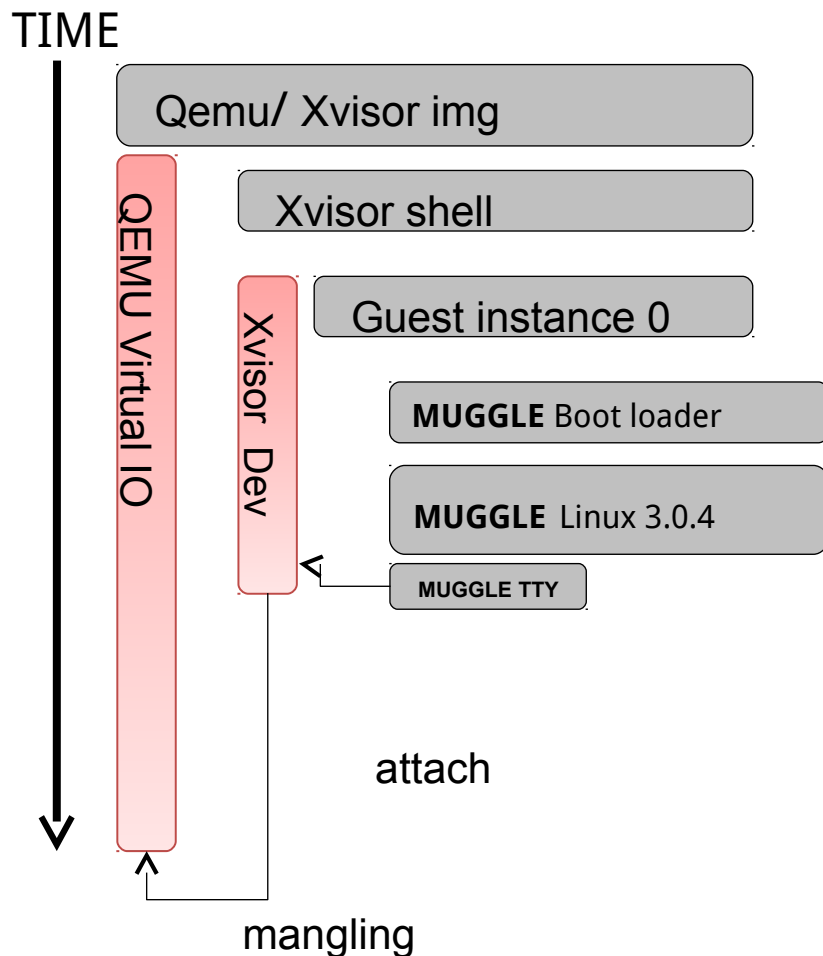 TIME
Qemu/ Xvisor img
QEMU Virtual IO
Xvisor shell
Xvisor Dev
Guest instance 0
MUGGLE Boot loader
MUGGLE Linux 3.0.4
MUGGLE TTY
attach
mangling